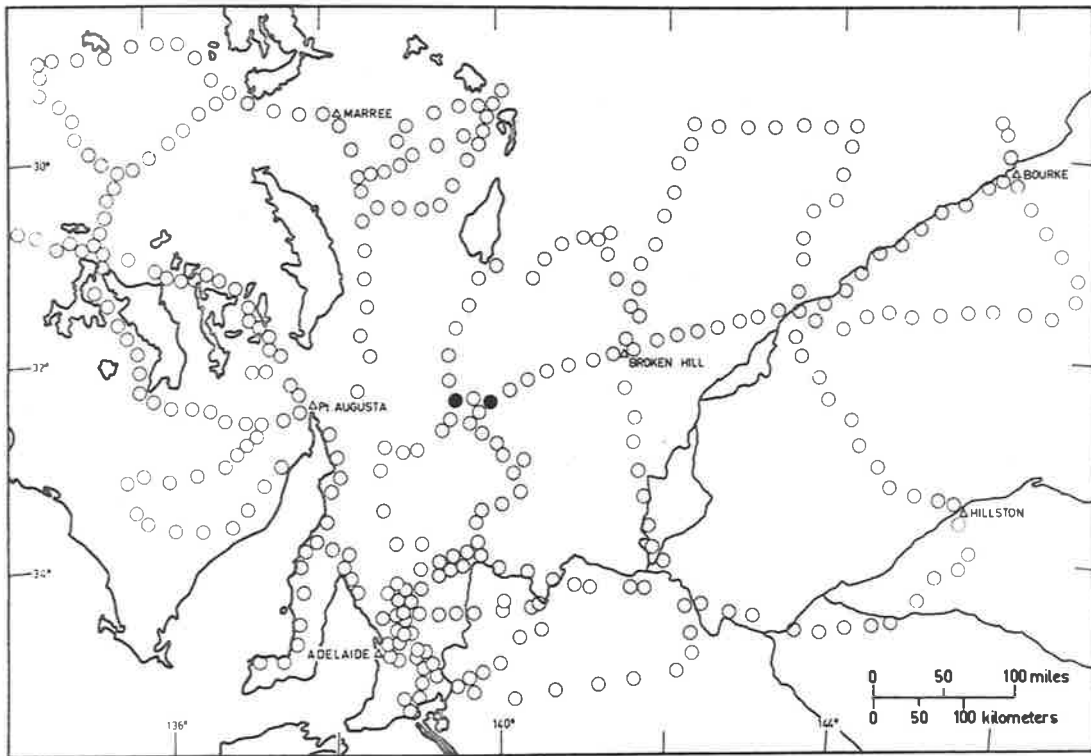 MARREE
30°
BOURKE
BROKEN HILL
Pt. AUGUSTA
HILLSTON
34°
ADELAIDE
0 50 100 miles
0 50 100 kilometers
136°
140°
144°